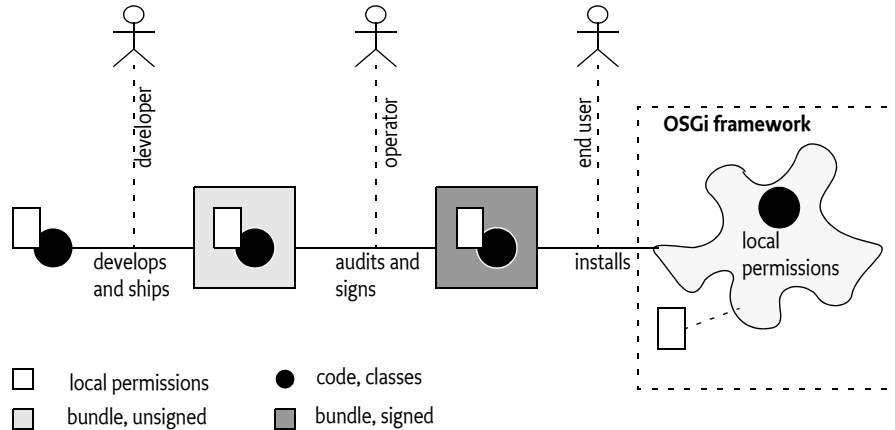 developer
operator
end user
OSGi framework
local
permissions
develops
and ships
audits and
signs
installs
local permissions
code, classes
bundle, unsigned
bundle, signed